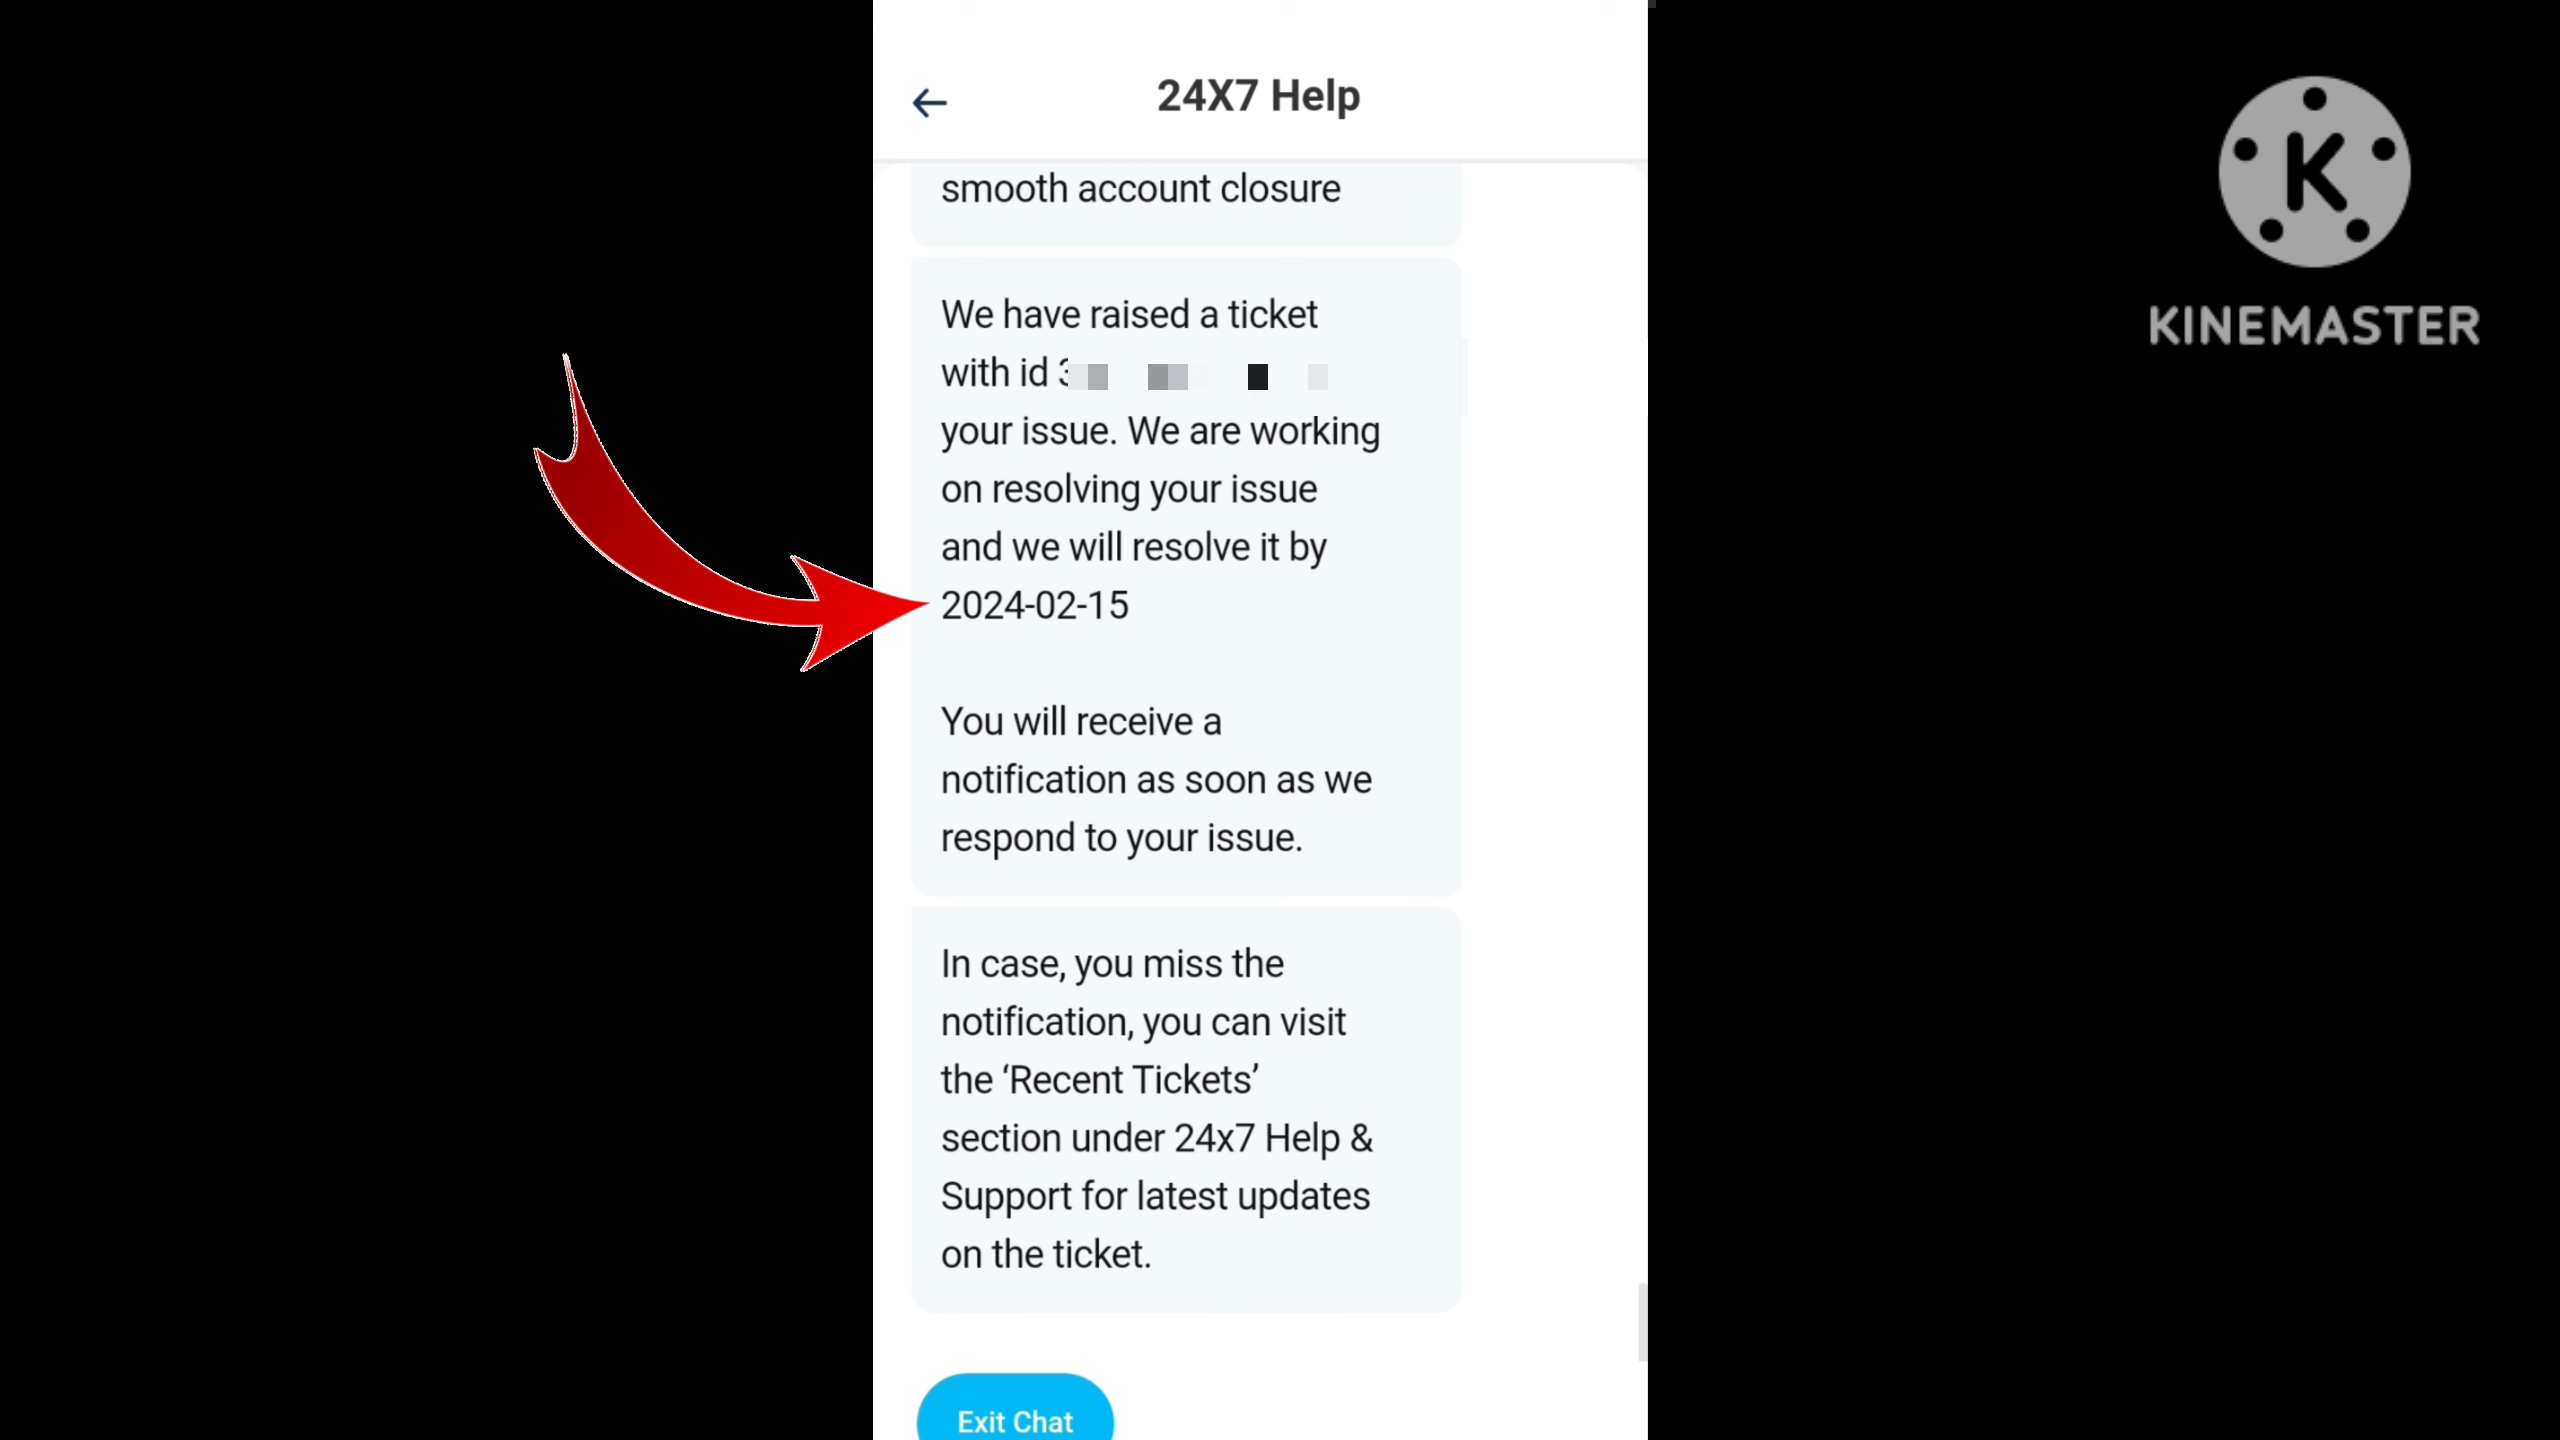 24X7 Help
KINEMASTER
smooth account closure
We have raised a ticket
with id
your issue. We are working
on resolving your issue
and we will resolve it by
2024-02-15
You will receive a
notification as soon as we
respond to your issue.
In case, you miss the
notification, you can visit
the ‘Recent Tickets’
section under 24x7 Help &
Support for latest updates
on the ticket.
Exit Chat